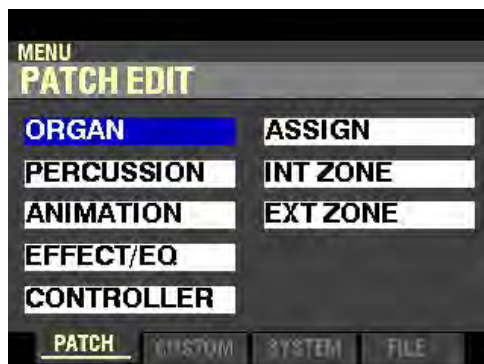 MENU
PATCH EDIT
ORGAN
ASSIGN
PERCUSSION
INT ZONE
ANIMATION
EXT ZONE
EFFECT/EQ
CONTROLLER
PATCH
CUSTOM
SYSTEM
FILE